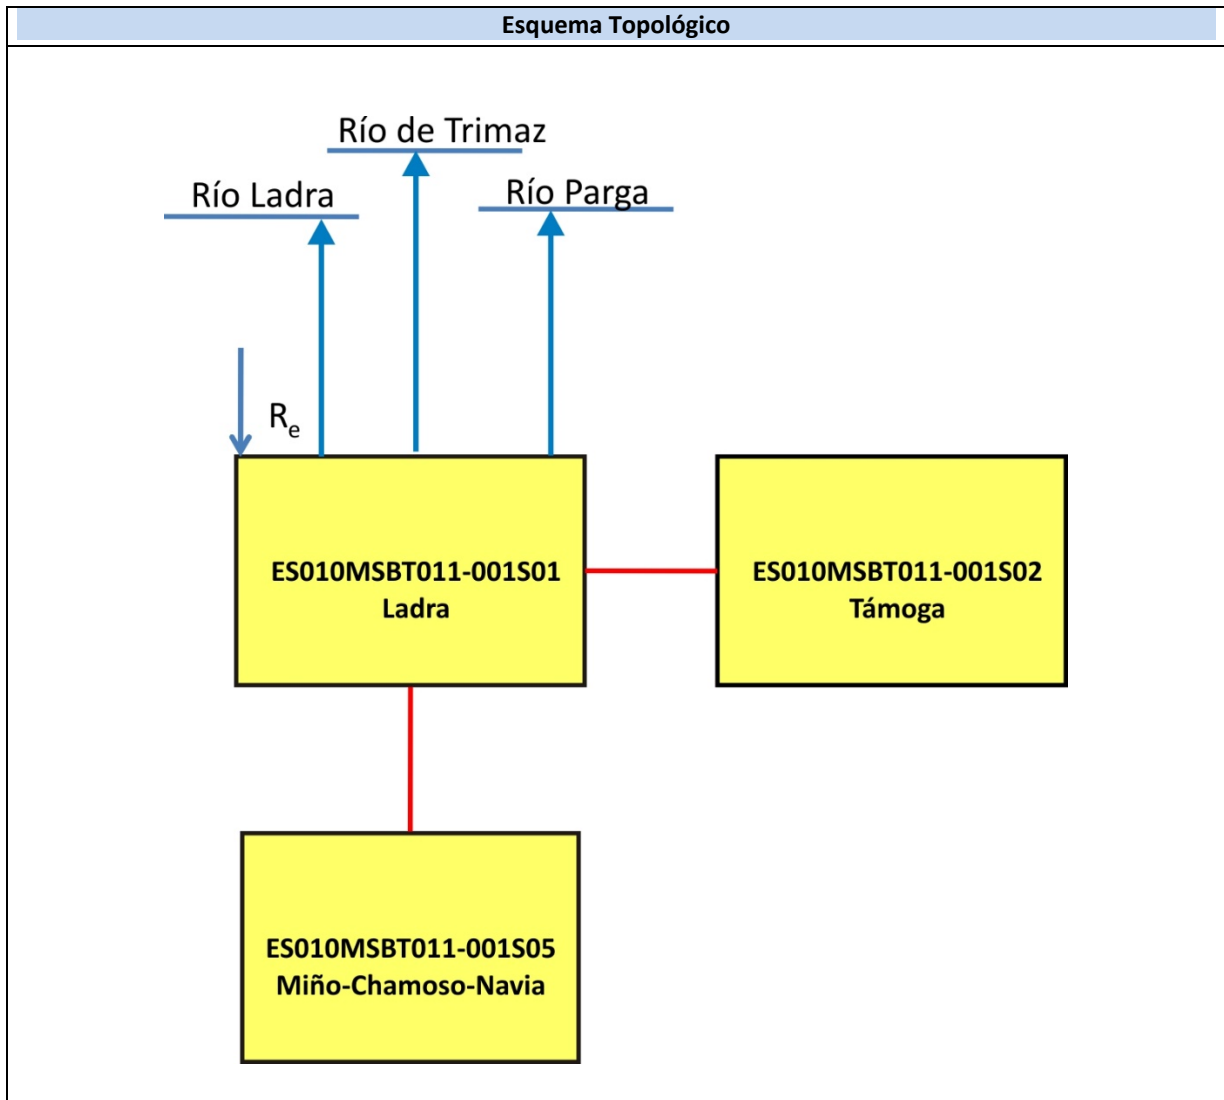 Esquema Topológico
Río de Trimaz
Río Ladra
Río Parga
Re
ES010MSBT011-001S01
Ladra
ES010MSBT011-001S02
Támoga
ES010MSBT011-001S05
Miño-Chamoso-Navia